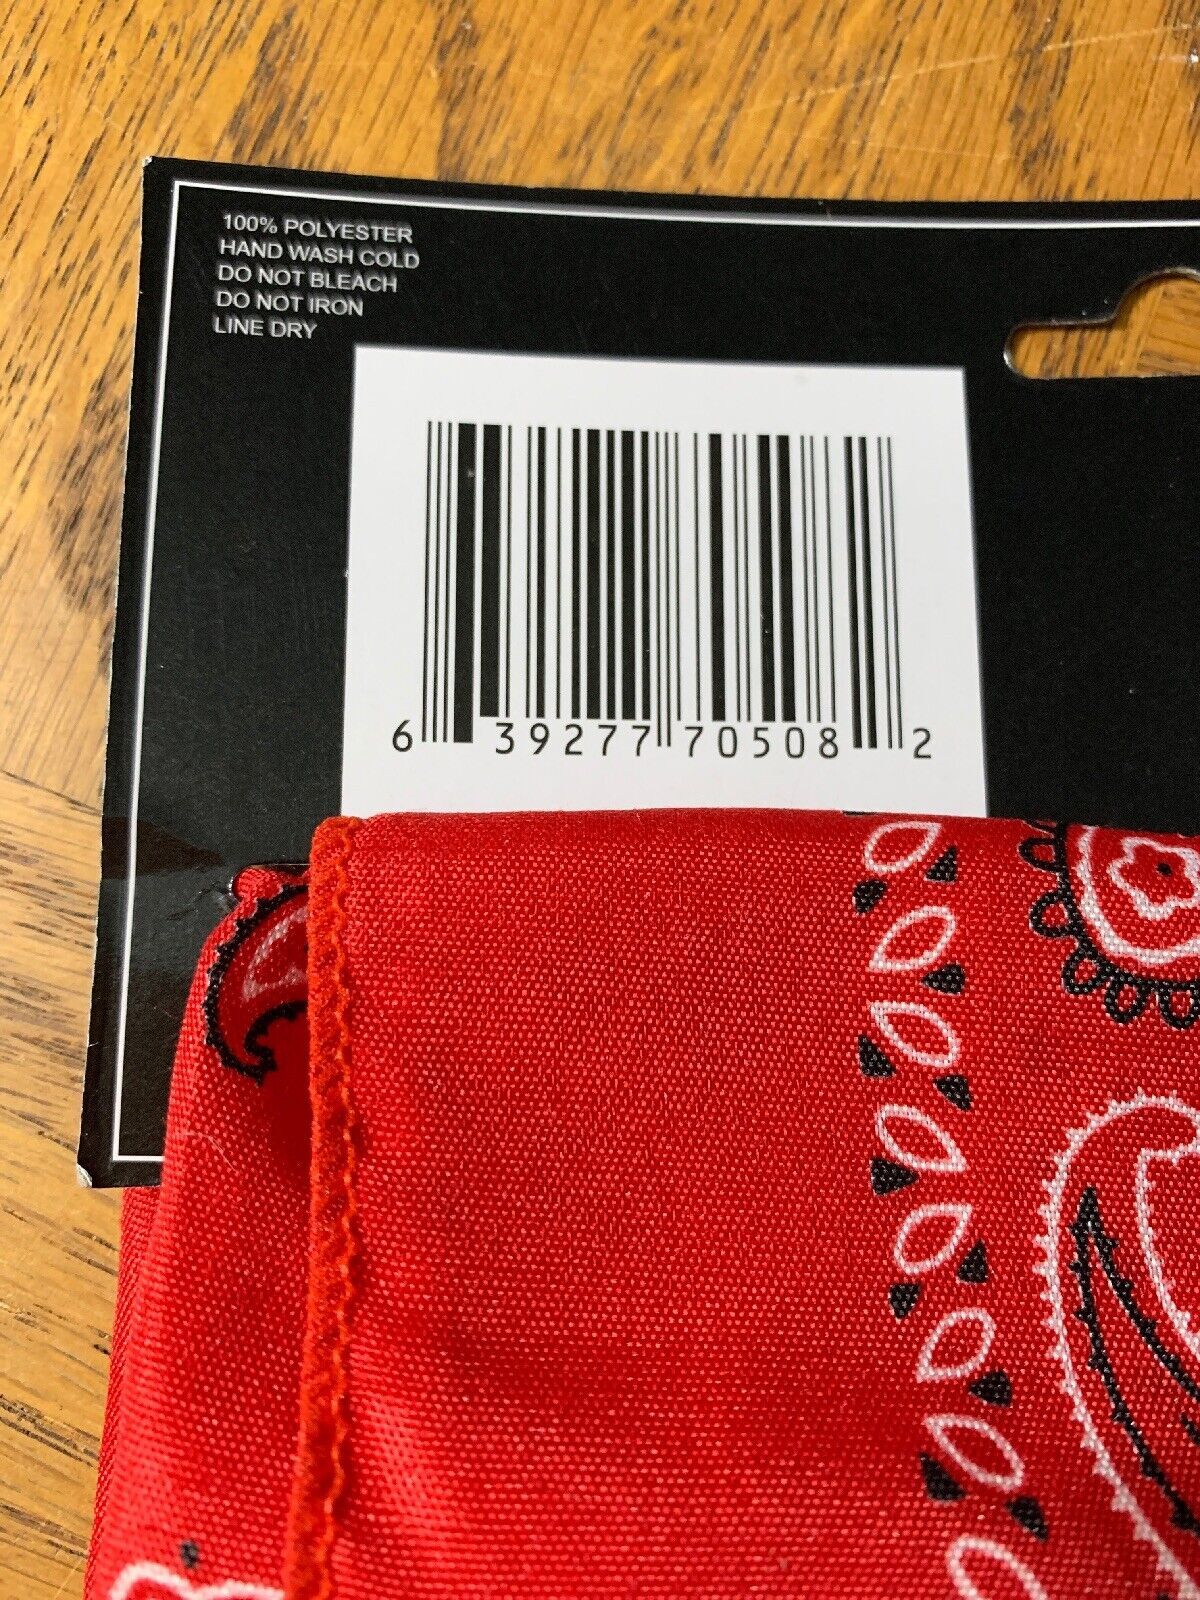 100% POLYESTER
HAND WASH COLD
DO NOT BLEACH
DO NOT IRON
LINE DRY
6 39277 70508 2